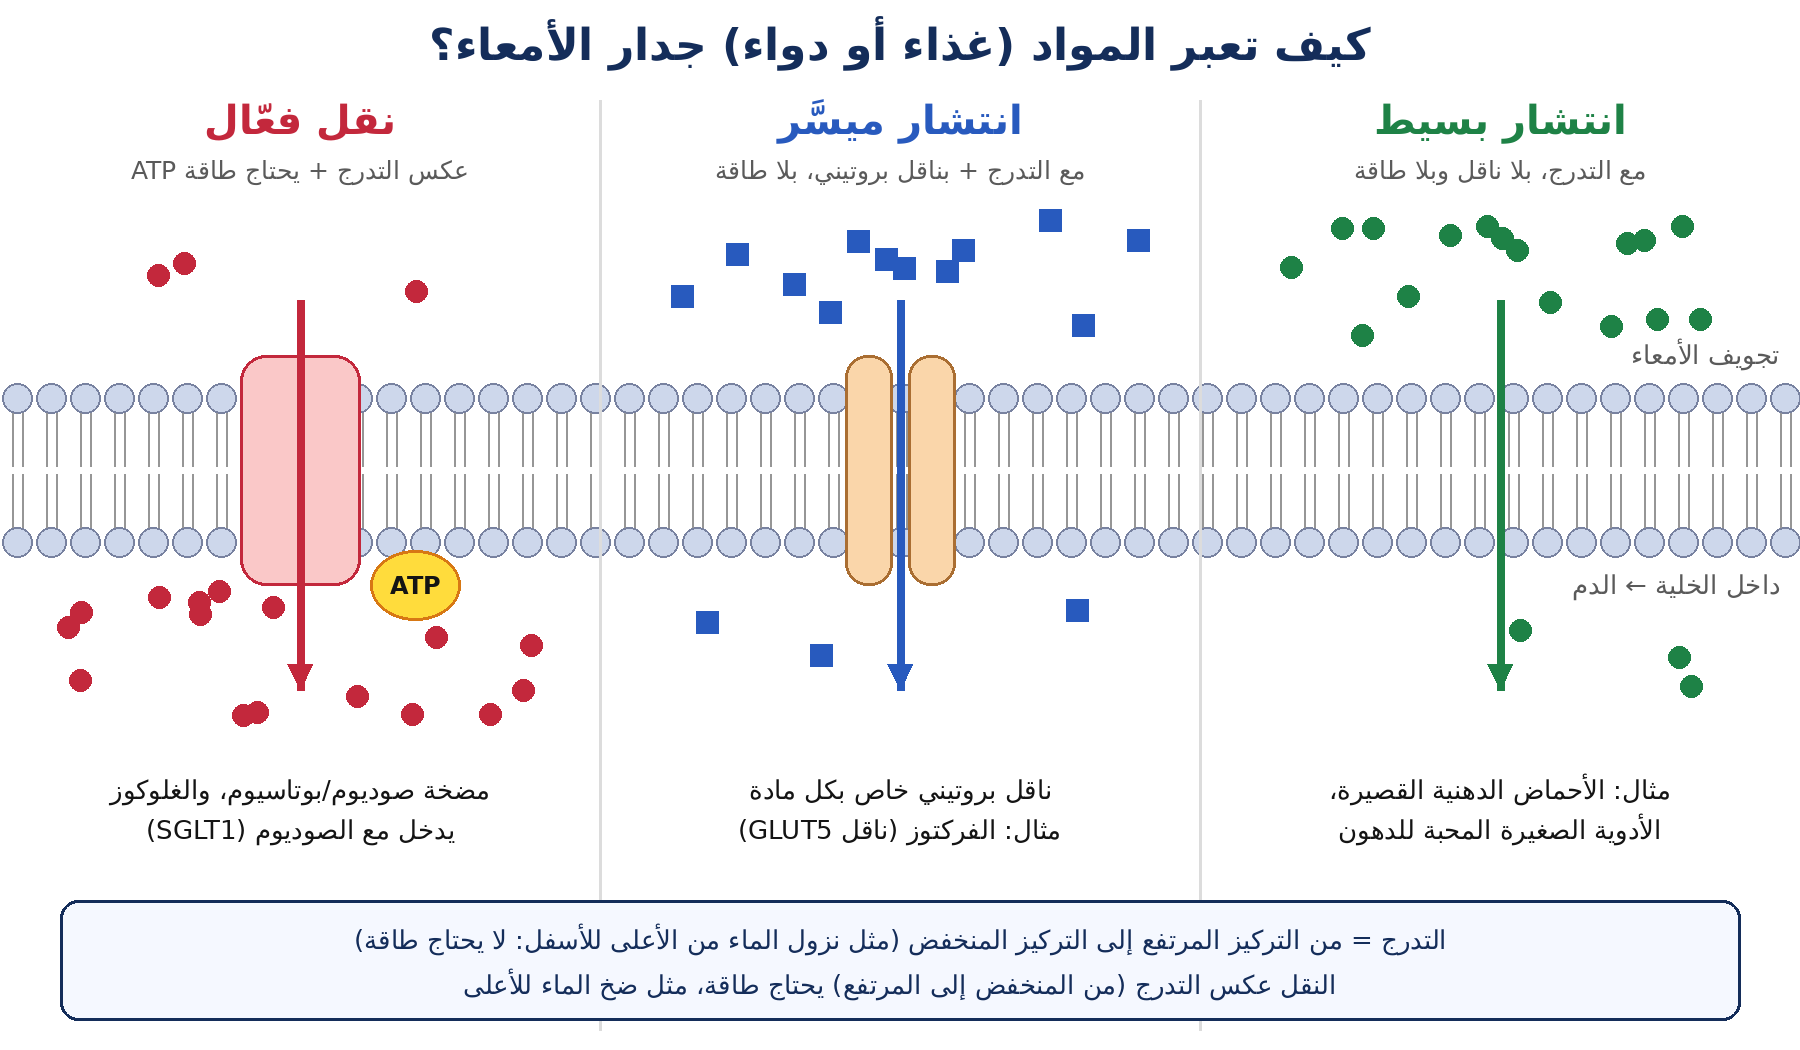 كيف تعبر المواد (غذاء أو دواء) جدار الأمعاء؟
انتشار بسيط
مع التدرج، بلا ناقل وبلا طاقة
تجويف الأمعاء
داخل الخلية ← الدم
مثال: الأحماض الدهنية القصيرة،
الأدوية الصغيرة المحبة للدهون
انتشار ميسَّر
مع التدرج + بناقل بروتيني، بلا طاقة
ناقل بروتيني خاص بكل مادة
مثال: الفركتوز (ناقل GLUT5)
نقل فعّال
عكس التدرج + يحتاج طاقة ATP
ATP
مضخة صوديوم/بوتاسيوم، والغلوكوز
يدخل مع الصوديوم (SGLT1)
التدرج = من التركيز المرتفع إلى التركيز المنخفض (مثل نزول الماء من الأعلى للأسفل: لا يحتاج طاقة)
النقل عكس التدرج (من المنخفض إلى المرتفع) يحتاج طاقة، مثل ضخ الماء للأعلى